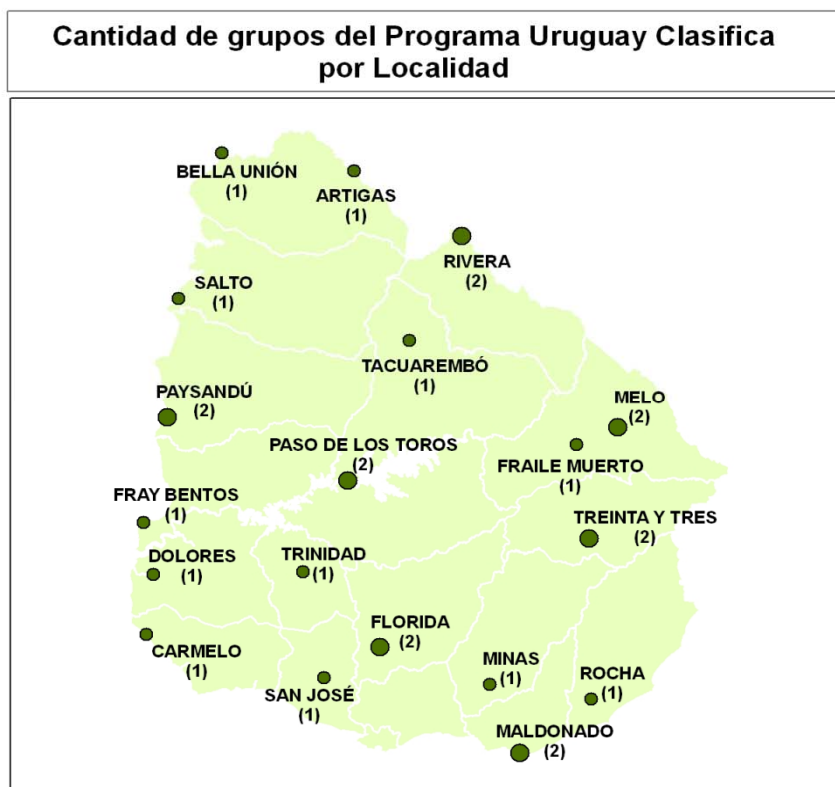 Cantidad de grupos del Programa Uruguay Clasifica
por Localidad
BELLA UNIÓN
(1)
ARTIGAS
(1)
RIVERA
(2)
SALTO
(1)
TACUAREMBÓ
(1)
PAYSANDÚ
(2)
MELO
(2)
PASO DE LOS TOROS
(2)
FRAILE MUERTO
(1)
FRAY BENTOS
(1)
TREINTA Y TRES
(2)
DOLORES
(1)
TRINIDAD
(1)
FLORIDA
(2)
CARMELO
(1)
MINAS
(1)
ROCHA
(1)
SAN JOSÉ
(1)
MALDONADO
(2)